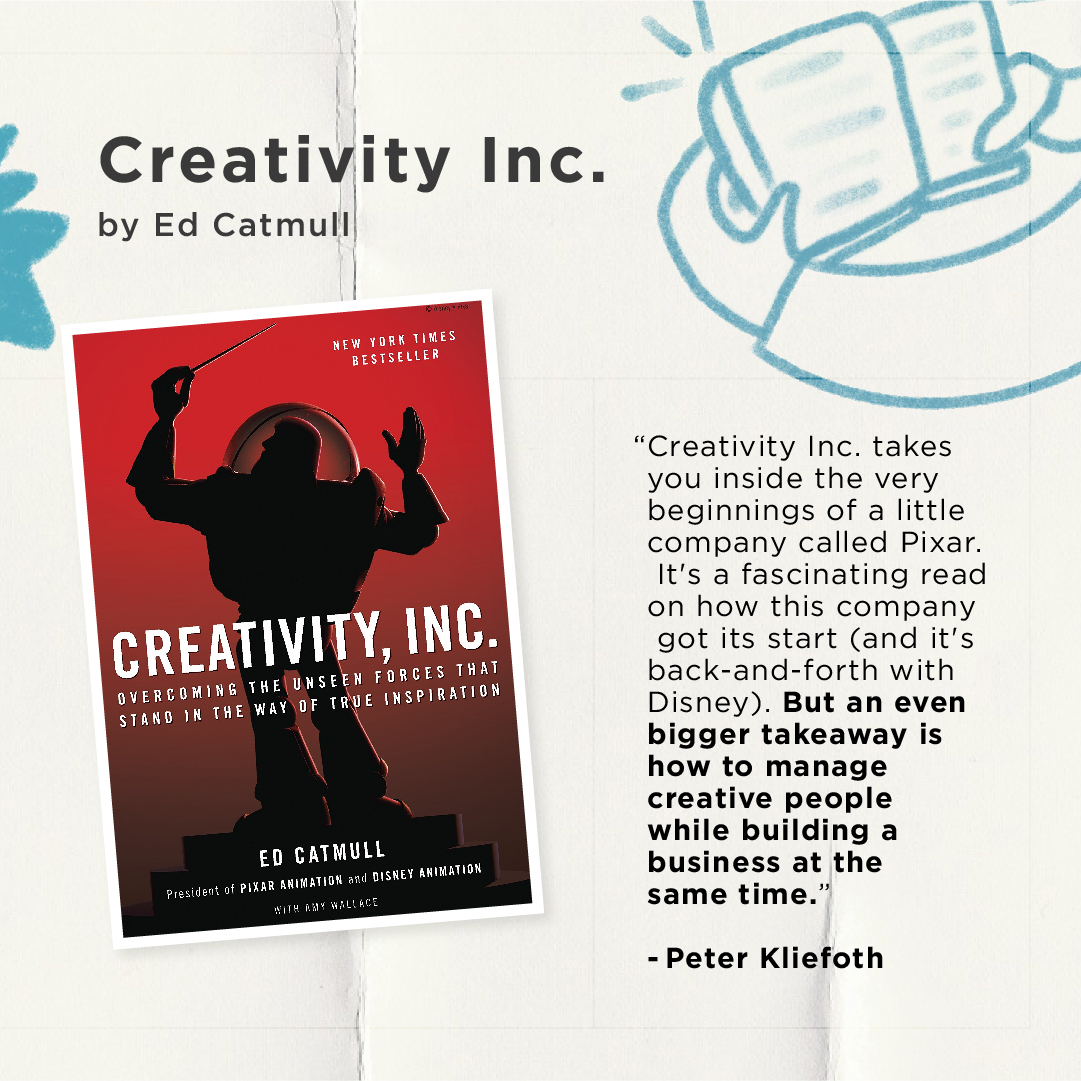 Creativity Inc.
by Ed Catmull
NEW YORK TIMES
BESTSELLER
CREATIVITY, INC.
OVERCOMING THE UNSEEN FORCES THAT
STAND IN THE WAY OF TRUE INSPIRATION
ED CATMULL
President of PIXAR ANIMATION and DISNEY ANIMATION
WITH AMY WALLACE
“Creativity Inc. takes
you inside the very
beginnings of a little
company called Pixar.
It's a fascinating read
on how this company
got its start (and it's
back-and-forth with
Disney). But an even
bigger takeaway is
how to manage
creative people
while building a
business at the
same time.”
- Peter Kliefoth